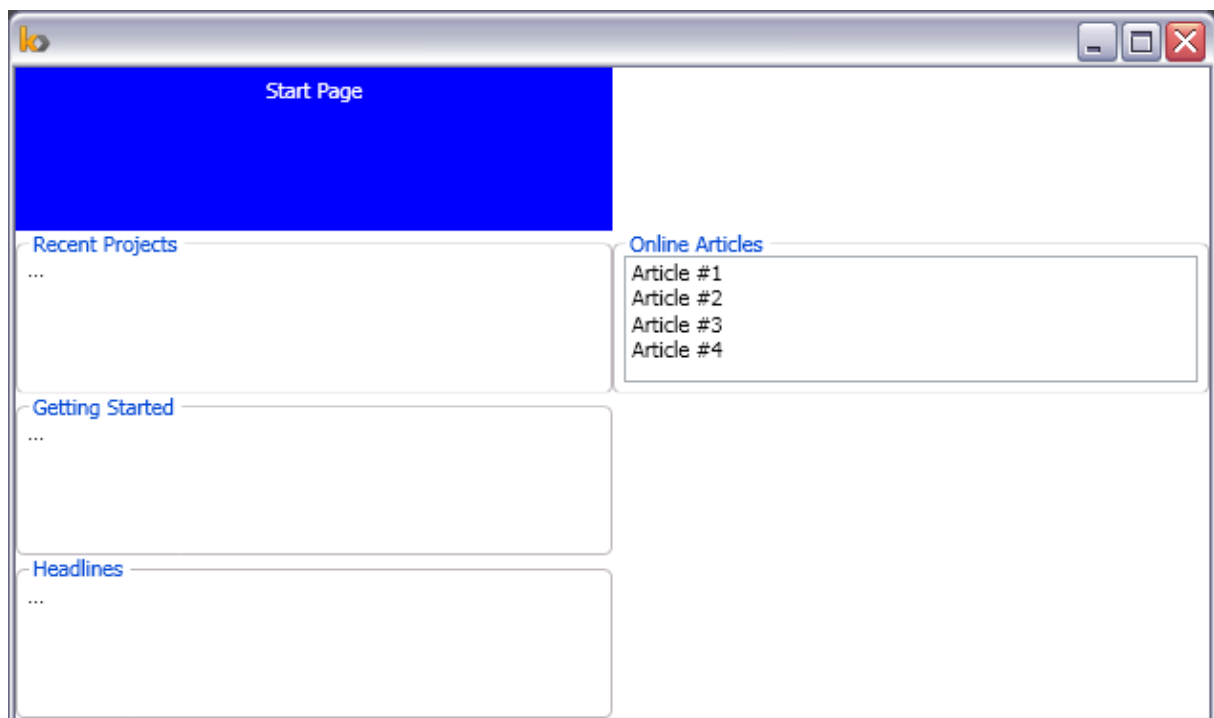 Start Page
Recent Projects
...
Online Articles
Article #1
Article #2
Article #3
Article #4
Getting Started
...
Headlines
...